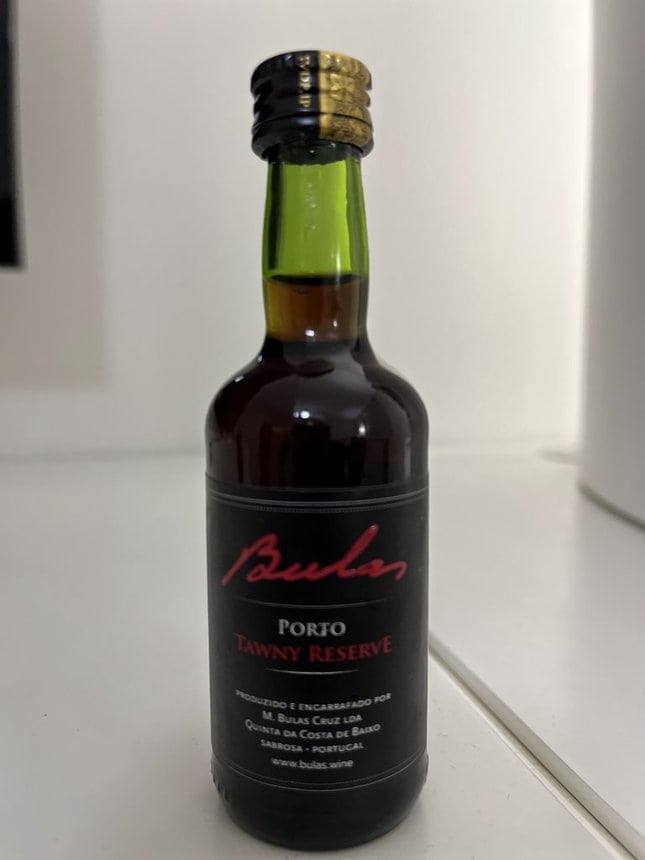 Bulas
PORTO
TAWNY RESERVE
PRODUZIDO E ENGARRAFADO POR
M. BULAS CRUZ LDA
QUINTA DA COSTA DE BAIXO
SABROSA - PORTUGAL
www.bulas.wine